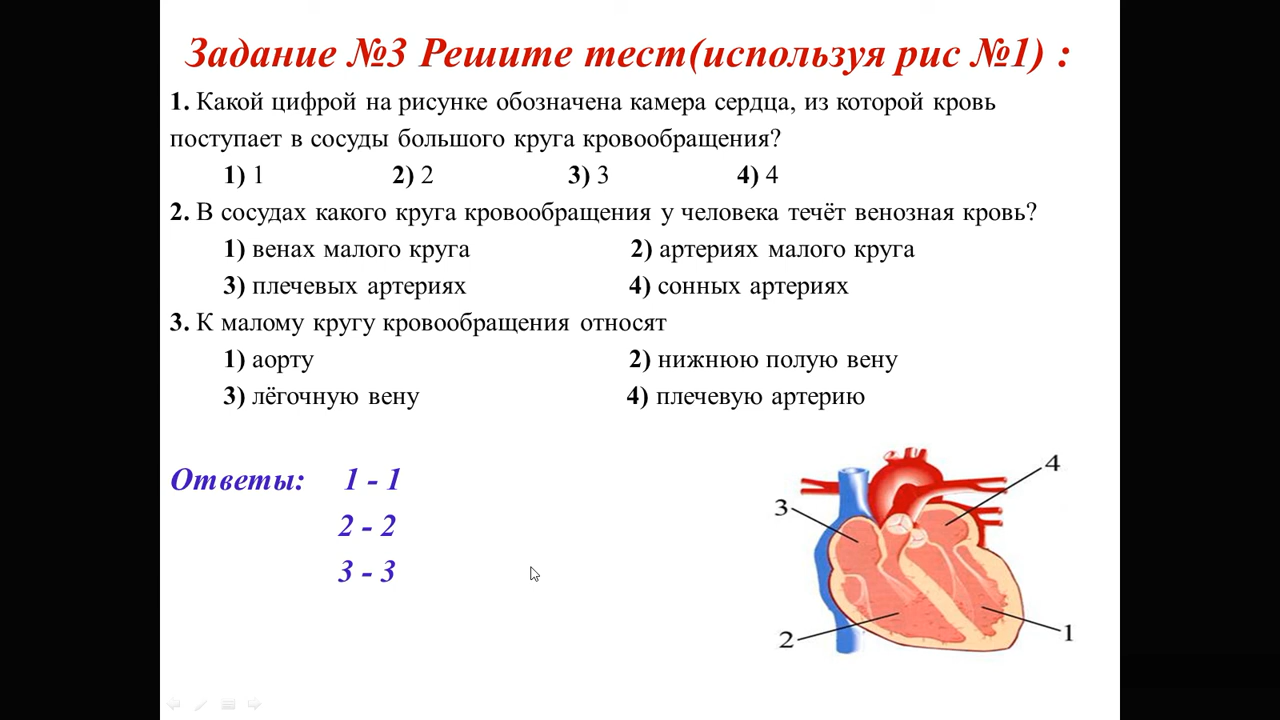 Задание №3 Решите тест(используя рис №1) :
1. Какой цифрой на рисунке обозначена камера сердца, из которой кровь
поступает в сосуды большого круга кровообращения?
1) 1 2) 2 3) 3 4) 4
2. В сосудах какого круга кровообращения у человека течёт венозная кровь?
1) венах малого круга 2) артериях малого круга
3) плечевых артериях 4) сонных артериях
3. К малому кругу кровообращения относят
1) аорту 2) нижнюю полую вену
3) лёгочную вену 4) плечевую артерию
Ответы: 1 - 1
2 - 2
3 - 3
4
3
2
1